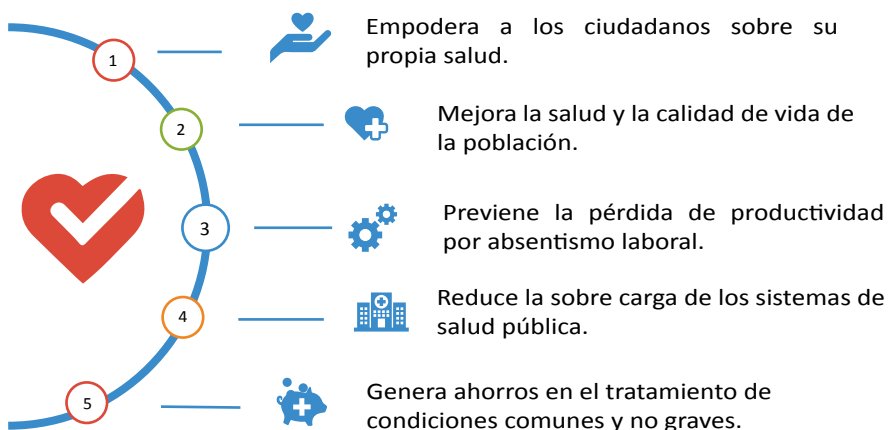 1
Empodera a los ciudadanos sobre su
propia salud.
2
Mejora la salud y la calidad de vida de
la población.
3
Previene la pérdida de productividad
por absentismo laboral.
4
Reduce la sobre carga de los sistemas de
salud pública.
5
Genera ahorros en el tratamiento de
condiciones comunes y no graves.